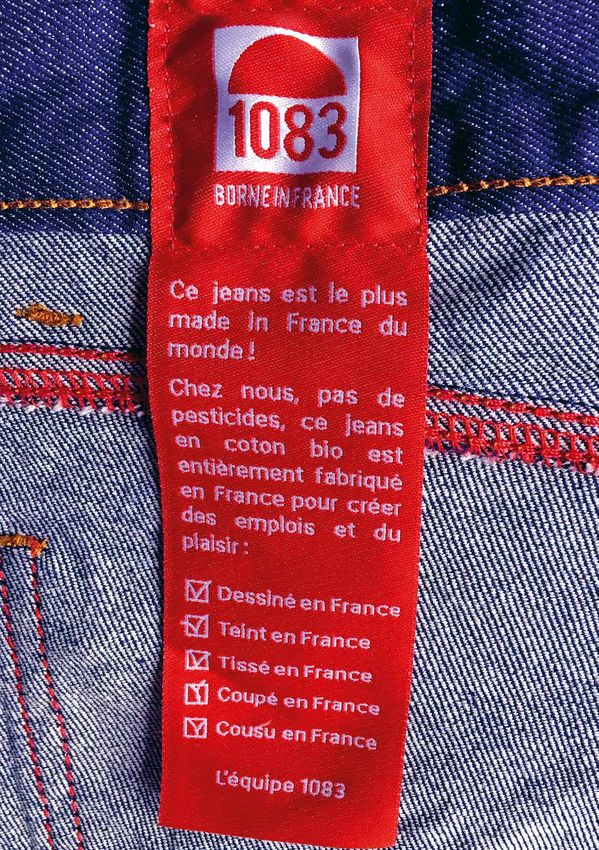 1083
BORNE IN FRANCE
Ce jeans est le plus
made in France du
monde !
Chez nous, pas de
pesticides, ce jeans
en coton bio est
entièrement fabriqué
en France pour créer
des emplois et du
plaisir :
Dessiné en France
Teint en France
Tissé en France
Coupé en France
Cousu en France
L'équipe 1083